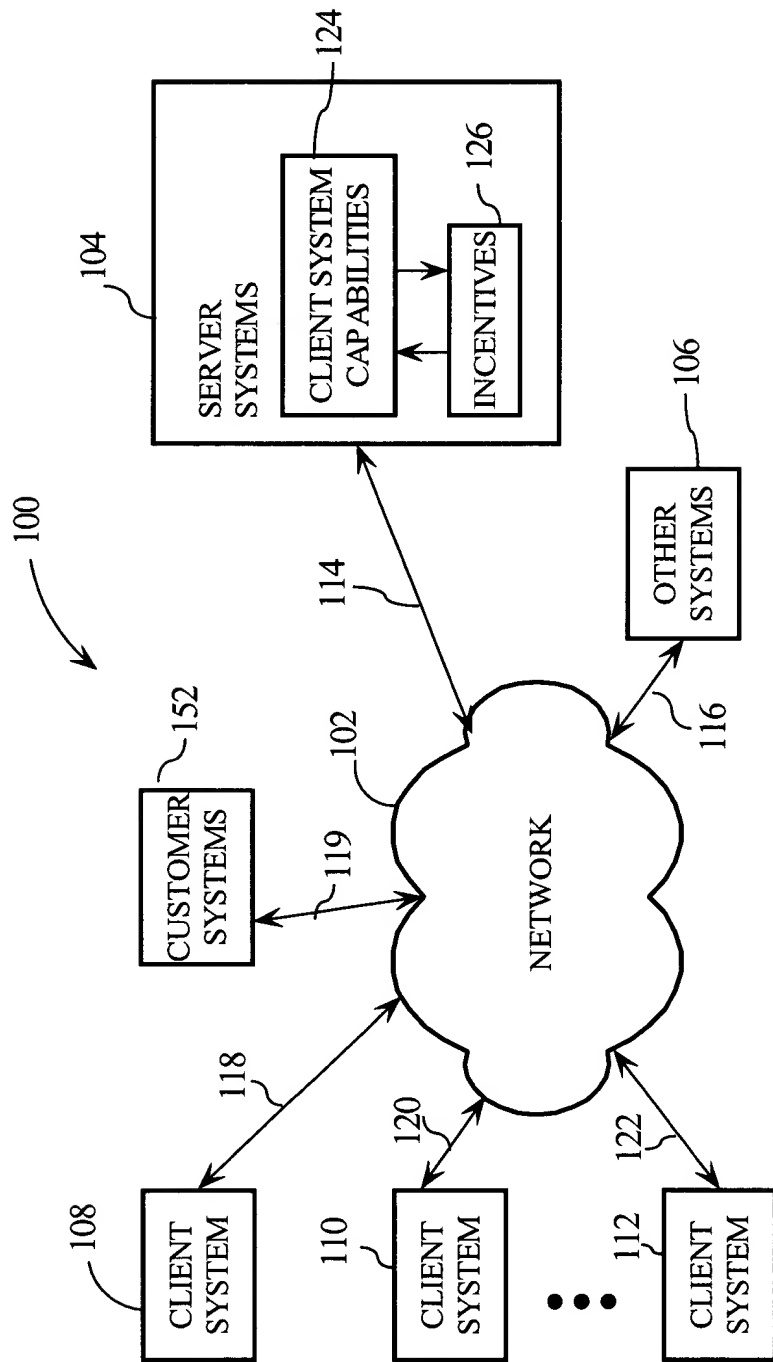 100
104
SERVER
SYSTEMS
124
CLIENT SYSTEM
CAPABILITIES
126
INCENTIVES
152
CUSTOMER
SYSTEMS
119
114
102
NETWORK
106
OTHER
SYSTEMS
116
118
108
CLIENT
SYSTEM
120
110
CLIENT
SYSTEM
122
112
CLIENT
SYSTEM